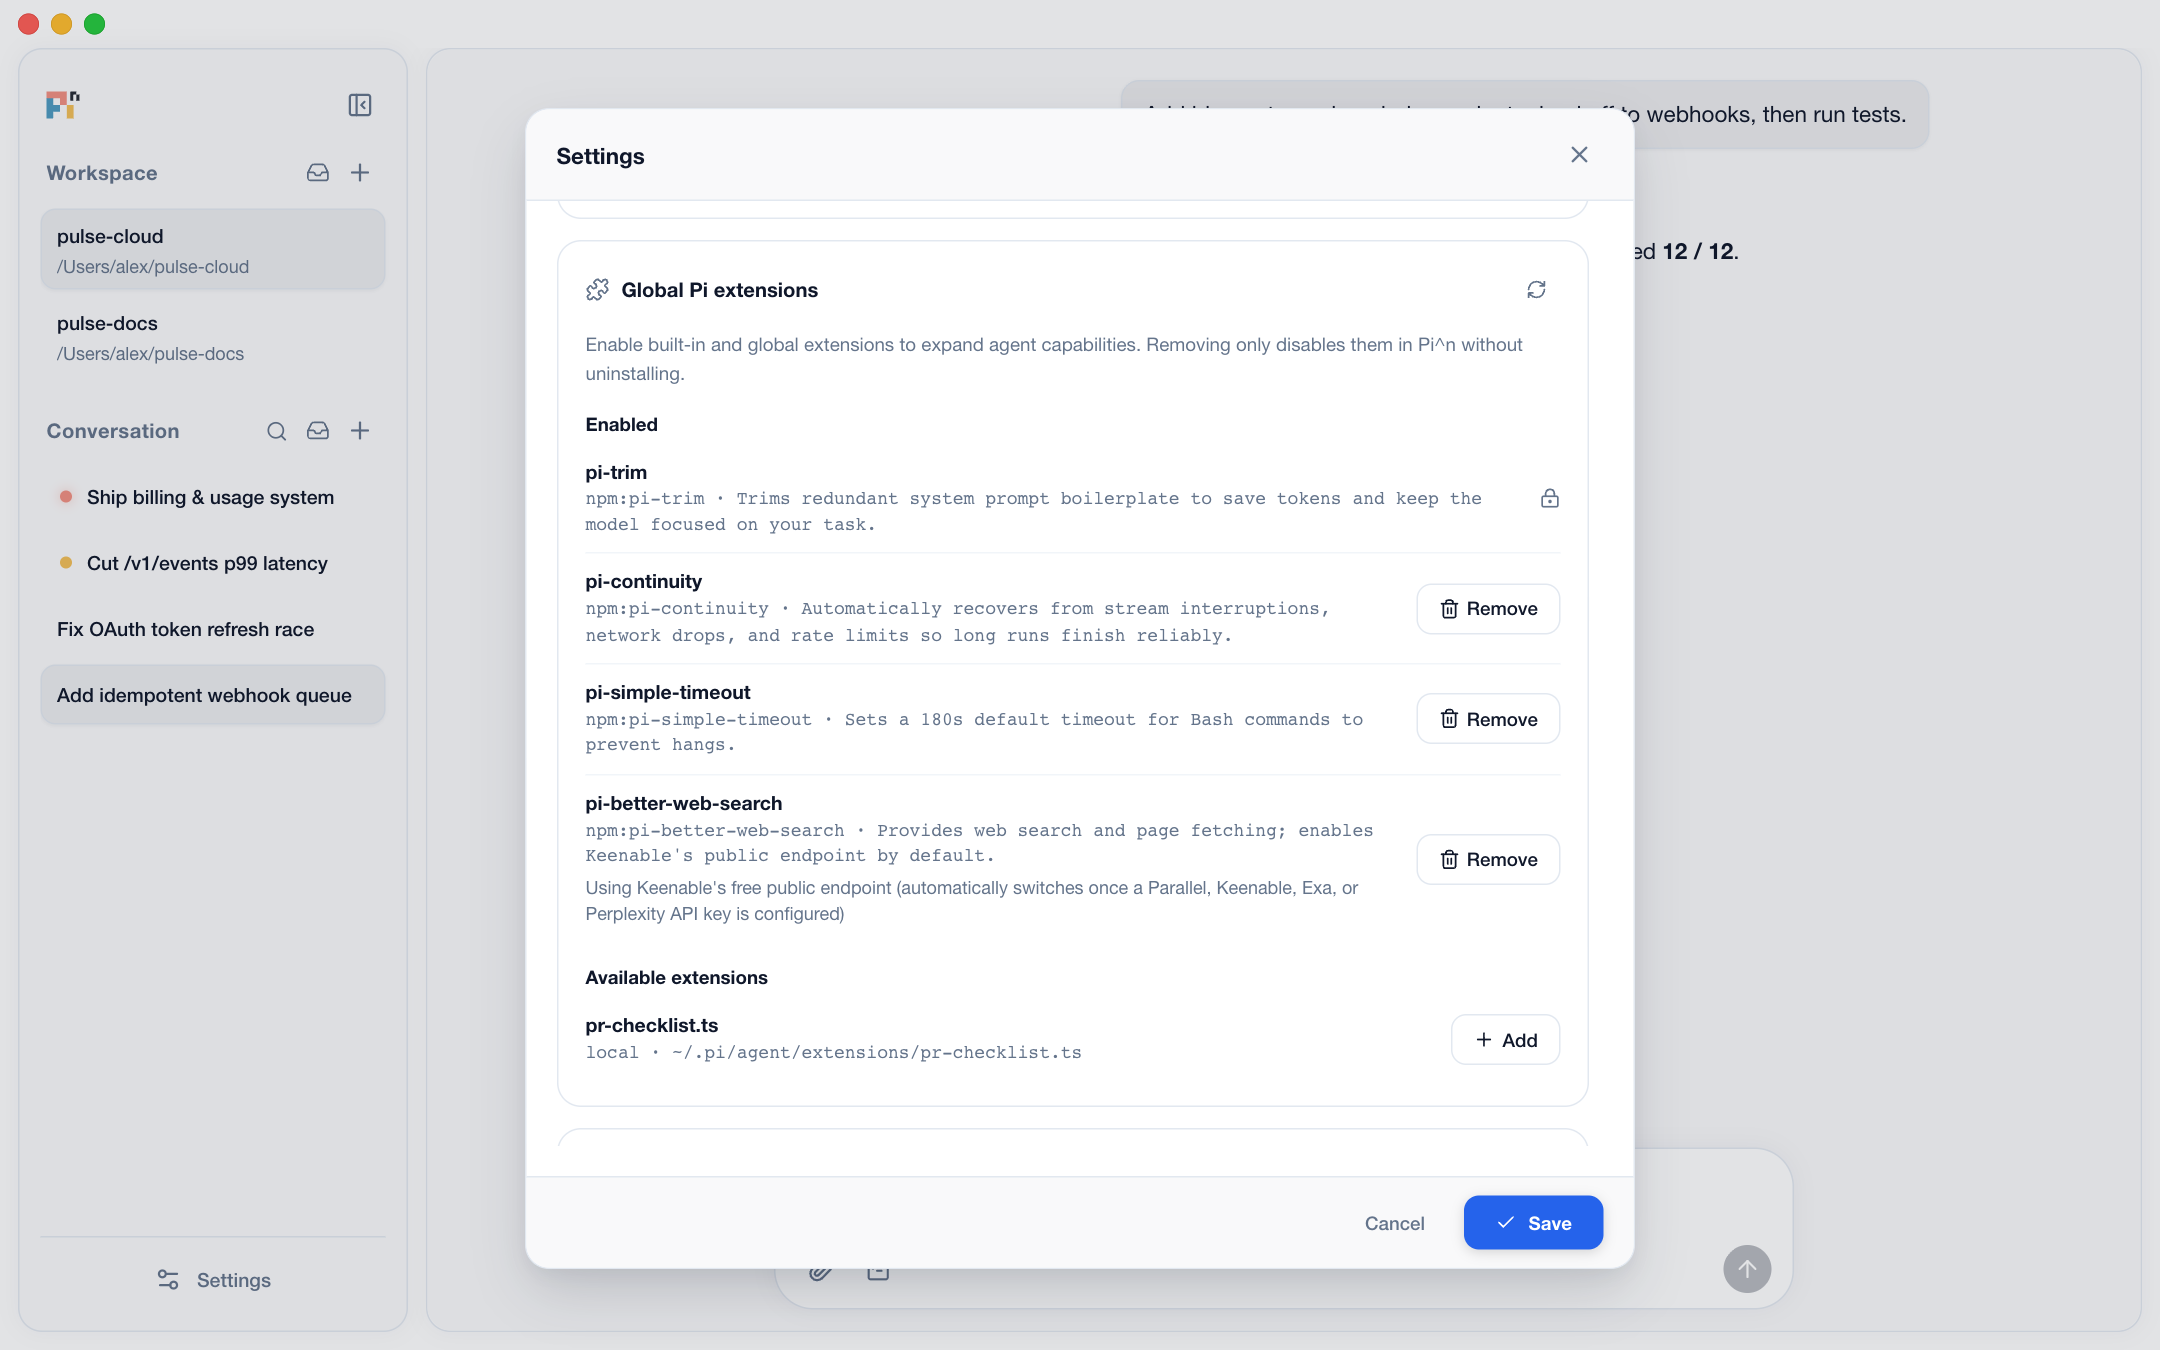 Workspace
pulse-cloud
/Users/alex/pulse-cloud
pulse-docs
/Users/alex/pulse-docs
Conversation
Ship billing & usage system
Cut /v1/events p99 latency
Fix OAuth token refresh race
Add idempotent webhook queue
Settings
to webhooks, then run tests.
ed 12 / 12.
Settings
Global Pi extensions
Enable built-in and global extensions to expand agent capabilities. Removing only disables them in Pi^n without
uninstalling.
Enabled
pi-trim
npm:pi-trim · Trims redundant system prompt boilerplate to save tokens and keep the
model focused on your task.
pi-continuity
npm:pi-continuity · Automatically recovers from stream interruptions,
network drops, and rate limits so long runs finish reliably.
Remove
pi-simple-timeout
npm:pi-simple-timeout · Sets a 180s default timeout for Bash commands to
prevent hangs.
Remove
pi-better-web-search
npm:pi-better-web-search · Provides web search and page fetching; enables
Keenable's public endpoint by default.
Using Keenable's free public endpoint (automatically switches once a Parallel, Keenable, Exa, or
Perplexity API key is configured)
Remove
Available extensions
pr-checklist.ts
local · ~/.pi/agent/extensions/pr-checklist.ts
Add
Cancel
Save